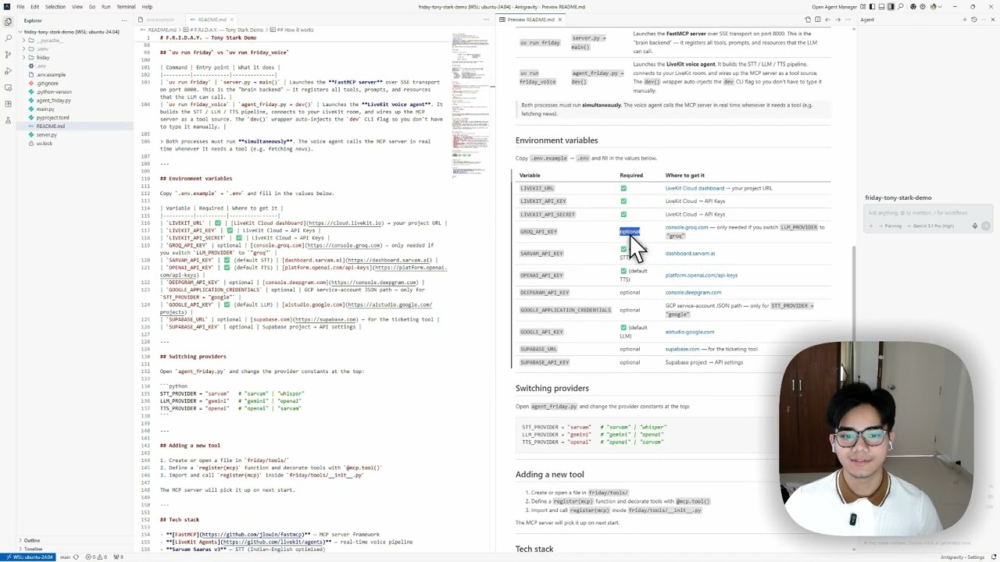 File Edit Selection View Go Run Terminal Help
friday-tony-stark-demo [WSL: ubuntu-24.04] - Antigravity - Preview README.md
Open Agent Manager
Explorer
friday-tony-stark-demo [WSL: ubuntu-24.04]
__pycache__
.venv
friday
.env
.env.example
.gitignore
.python-version
agent_friday.py
main.py
pyproject.toml
README.md
server.py
uv.lock
Outline
Timeline
.env.example
README.md
README.md > # F.R.I.D.A.Y. — Tony Stark Demo > ## How it works
1 # F.R.I.D.A.Y. — Tony Stark Demo
98
99 ## `uv run friday` vs `uv run friday_voice`
100
101 | Command | Entry point | What it does |
102
103 | `uv run friday` | `server.py → main()` | Launches the **FastMCP server** over SSE transport
on port 8000. This is the "brain backend" — it registers all tools, prompts, and resources
that the LLM can call. |
104 | `uv run friday_voice` | `agent_friday.py → dev()` | Launches the **LiveKit voice agent**. It
builds the STT / LLM / TTS pipeline, connects to your LiveKit room, and wires up the MCP
server as a tool source. The `dev()` wrapper auto-injects the `dev` CLI flag so you don't have
to type it manually. |
105
106 > Both processes must run **simultaneously**. The voice agent calls the MCP server in real
time whenever it needs a tool (e.g. fetching news).
107
108 ---
109
110 ## Environment variables
111
112 Copy `.env.example` → `.env` and fill in the values below.
113
114 | Variable | Required | Where to get it |
115
116 | `LIVEKIT_URL` | ✅ | [LiveKit Cloud dashboard](https://cloud.livekit.io) → your project URL |
117 | `LIVEKIT_API_KEY` | ✅ | LiveKit Cloud → API Keys |
118 | `LIVEKIT_API_SECRET` | ✅ | LiveKit Cloud → API Keys |
119 | `GROQ_API_KEY` | optional | [console.groq.com](https://console.groq.com) — only needed if
you switch `LLM_PROVIDER` to `"groq"` |
120 | `SARVAM_API_KEY` | ✅ (default STT) | [dashboard.sarvam.ai](https://dashboard.sarvam.ai) |
121 | `OPENAI_API_KEY` | ✅ (default TTS) | [platform.openai.com/api-keys](https://platform.openai.
com/api-keys) |
122 | `DEEPGRAM_API_KEY` | optional | [console.deepgram.com](https://console.deepgram.com) |
123 | `GOOGLE_APPLICATION_CREDENTIALS` | optional | GCP service-account JSON path — only for
`STT_PROVIDER = "google"` |
124 | `GOOGLE_API_KEY` | ✅ (default LLM) | [aistudio.google.com](https://aistudio.google.com/
projects) |
125 | `SUPABASE_URL` | optional | [supabase.com](https://supabase.com) — for the ticketing tool |
126 | `SUPABASE_API_KEY` | optional | Supabase project → API settings |
127
128 ---
129
130 ## Switching providers
131
132 Open `agent_friday.py` and change the provider constants at the top:
133
134 ```python
135 STT_PROVIDER = "sarvam" # "sarvam" | "whisper"
136 LLM_PROVIDER = "gemini" # "gemini" | "openai"
137 TTS_PROVIDER = "openai" # "openai" | "sarvam"
138 ```
139
140 ---
141
142 ## Adding a new tool
143
144 1. Create or open a file in `friday/tools/`
145 2. Define a `register(mcp)` function and decorate tools with `@mcp.tool()`
146 3. Import and call `register(mcp)` inside `friday/tools/__init__.py`
147
148 The MCP server will pick it up on next start.
149
150 ---
151
152 ## Tech stack
153
154 - **[FastMCP](https://github.com/jlowin/fastmcp)** — MCP server framework
155 - **[LiveKit Agents](https://github.com/livekit/agents)** — real-time voice pipeline
156 - **Sarvam Saaras v3** — STT (Indian-English optimised)
Preview README.md
uv run friday server.py → main() Launches the FastMCP server over SSE transport on port 8000. This is the
"brain backend" — it registers all tools, prompts, and resources that the LLM
can call.
uv run friday_voice agent_friday.py → dev() Launches the LiveKit voice agent. It builds the STT / LLM / TTS pipeline,
connects to your LiveKit room, and wires up the MCP server as a tool source.
The dev() wrapper auto-injects the dev CLI flag so you don't have to
type it manually.
Both processes must run simultaneously. The voice agent calls the MCP server in real time whenever it needs a tool (e.g.
fetching news).
Environment variables
Copy .env.example → .env and fill in the values below.
Variable Required Where to get it
LIVEKIT_URL ✅ LiveKit Cloud dashboard → your project URL
LIVEKIT_API_KEY ✅ LiveKit Cloud → API Keys
LIVEKIT_API_SECRET ✅ LiveKit Cloud → API Keys
GROQ_API_KEY optional console.groq.com — only needed if you switch LLM_PROVIDER to
"groq"
SARVAM_API_KEY ✅ STT) dashboard.sarvam.ai
OPENAI_API_KEY ✅ (default TTS) platform.openai.com/api-keys
DEEPGRAM_API_KEY optional console.deepgram.com
GOOGLE_APPLICATION_CREDENTIALS optional GCP service-account JSON path — only for STT_PROVIDER =
"google"
GOOGLE_API_KEY ✅ (default LLM) aistudio.google.com
SUPABASE_URL optional supabase.com — for the ticketing tool
SUPABASE_API_KEY optional Supabase project → API settings
Switching providers
Open agent_friday.py and change the provider constants at the top:
STT_PROVIDER = "sarvam" # "sarvam" | "whisper"
LLM_PROVIDER = "gemini" # "gemini" | "openai"
TTS_PROVIDER = "openai" # "openai" | "sarvam"
Adding a new tool
1. Create or open a file in friday/tools/
2. Define a register(mcp) function and decorate tools with @mcp.tool()
3. Import and call register(mcp) inside friday/tools/__init__.py
The MCP server will pick it up on next start.
Tech stack
Agent
friday-tony-stark-demo
Ask anything, @ to mention, / for workflows
Planning
Gemini 3.1 Pro (High)
WSL: ubuntu-24.04 main 0 0 9
Antigravity - Settings